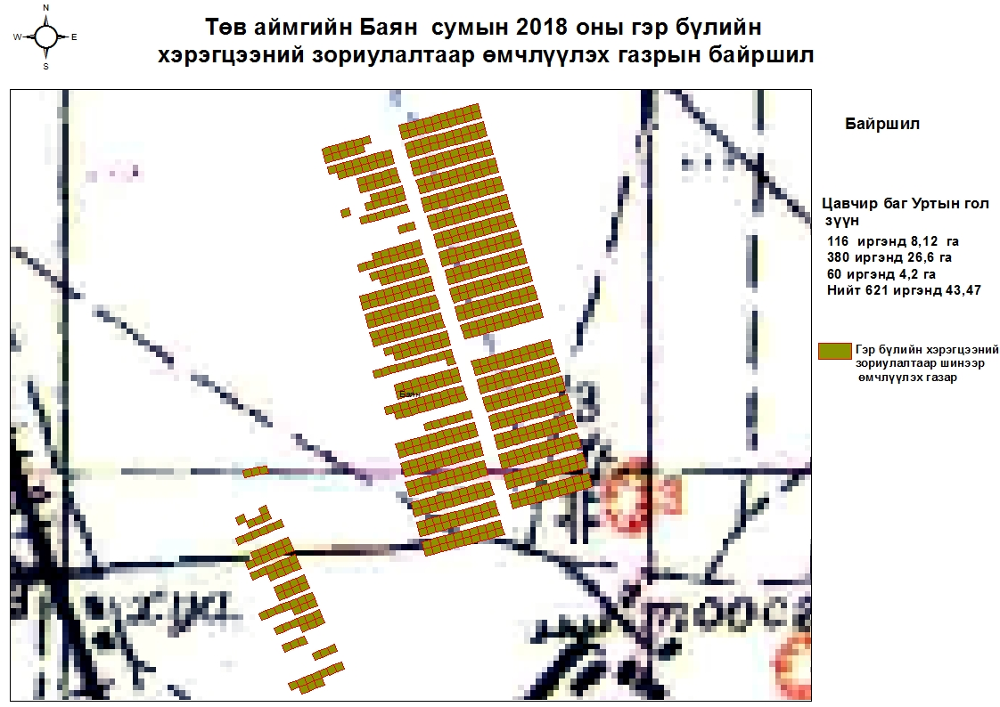 N
W E
S
Төв аймгийн Баян сумын 2018 оны гэр бүлийн
хэрэгцээний зориулалтаар өмчлүүлэх газрын байршил
Байршил
Цавчир баг Уртын гол
зүүн
116 иргэнд 8,12 га
380 иргэнд 26,6 га
60 иргэнд 4,2 га
Нийт 621 иргэнд 43,47
Гэр бүлийн хэрэгцээний
зориулалтаар шинээр
өмчлүүлэх газар
Баян